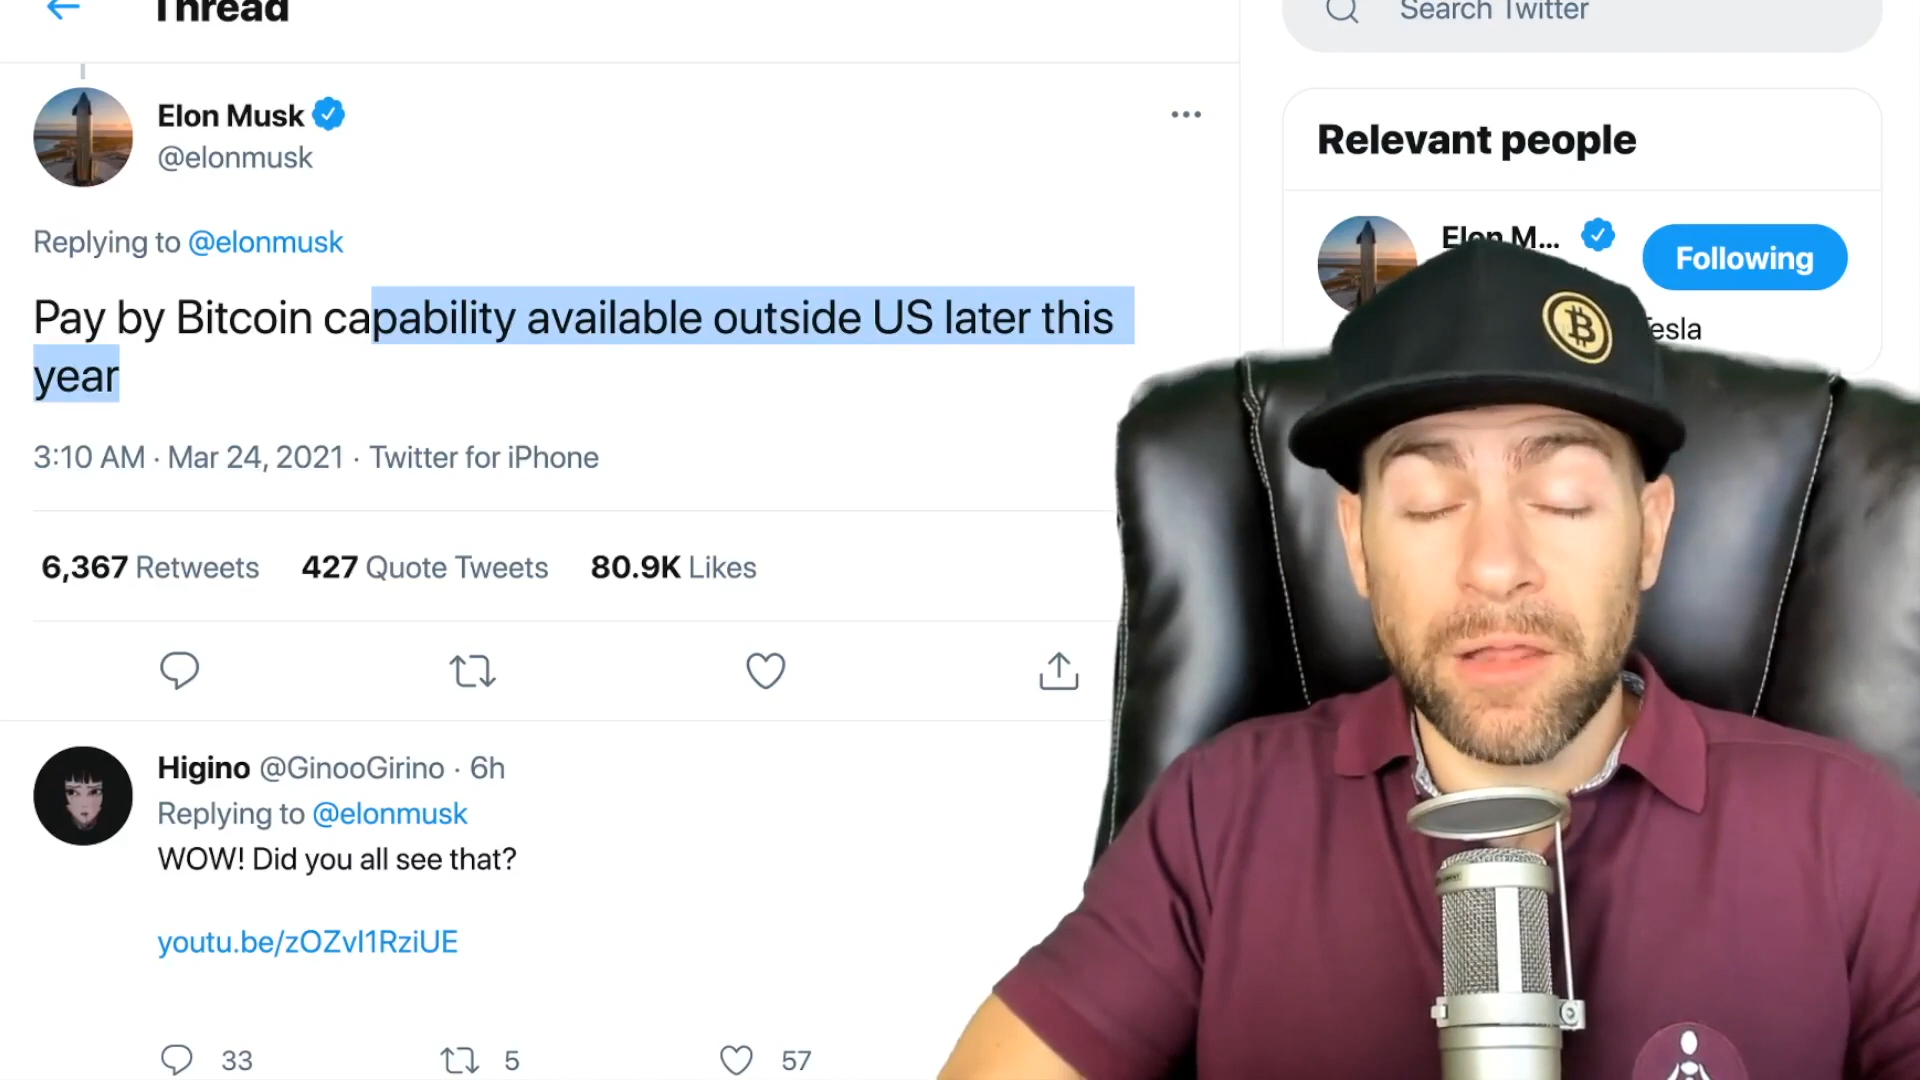 Thread
Search Twitter
Elon Musk
@elonmusk
Relevant people
Replying to @elonmusk
Elon M...
Following
Pay by Bitcoin capability available outside US later this
year
esla
3:10 AM · Mar 24, 2021 · Twitter for iPhone
6,367 Retweets 427 Quote Tweets 80.9K Likes
Higino @GinooGirino · 6h
Replying to @elonmusk
WOW! Did you all see that?
youtu.be/zOZvl1RziUE
33 5 57